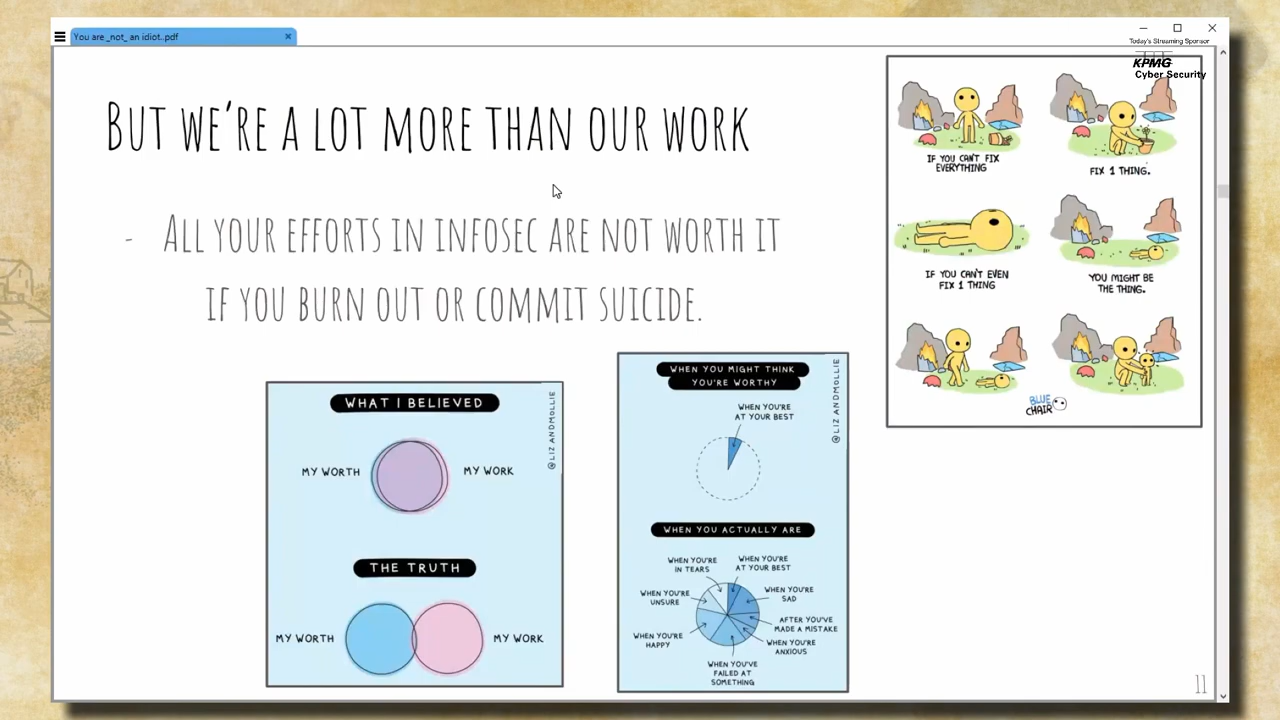 You are _not_ an idiot..pdf
Today's Streaming Sponsor
KPMG
Cyber Security
BUT WE'RE A LOT MORE THAN OUR WORK
- ALL YOUR EFFORTS IN INFOSEC ARE NOT WORTH IT
IF YOU BURN OUT OR COMMIT SUICIDE.
IF YOU CAN'T FIX
EVERYTHING
FIX 1 THING.
IF YOU CAN'T EVEN
FIX 1 THING
YOU MIGHT BE
THE THING.
BLUE
CHAIR
WHAT I BELIEVED
@LIZANDMOLLIE
MY WORTH
MY WORK
THE TRUTH
MY WORTH
MY WORK
WHEN YOU MIGHT THINK
YOU'RE WORTHY
@LIZANDMOLLIE
WHEN YOU'RE
AT YOUR BEST
WHEN YOU ACTUALLY ARE
WHEN YOU'RE
IN TEARS
WHEN YOU'RE
AT YOUR BEST
WHEN YOU'RE
UNSURE
WHEN YOU'RE
SAD
AFTER YOU'VE
MADE A MISTAKE
WHEN YOU'RE
HAPPY
WHEN YOU'RE
ANXIOUS
WHEN YOU'VE
FAILED AT
SOMETHING
11